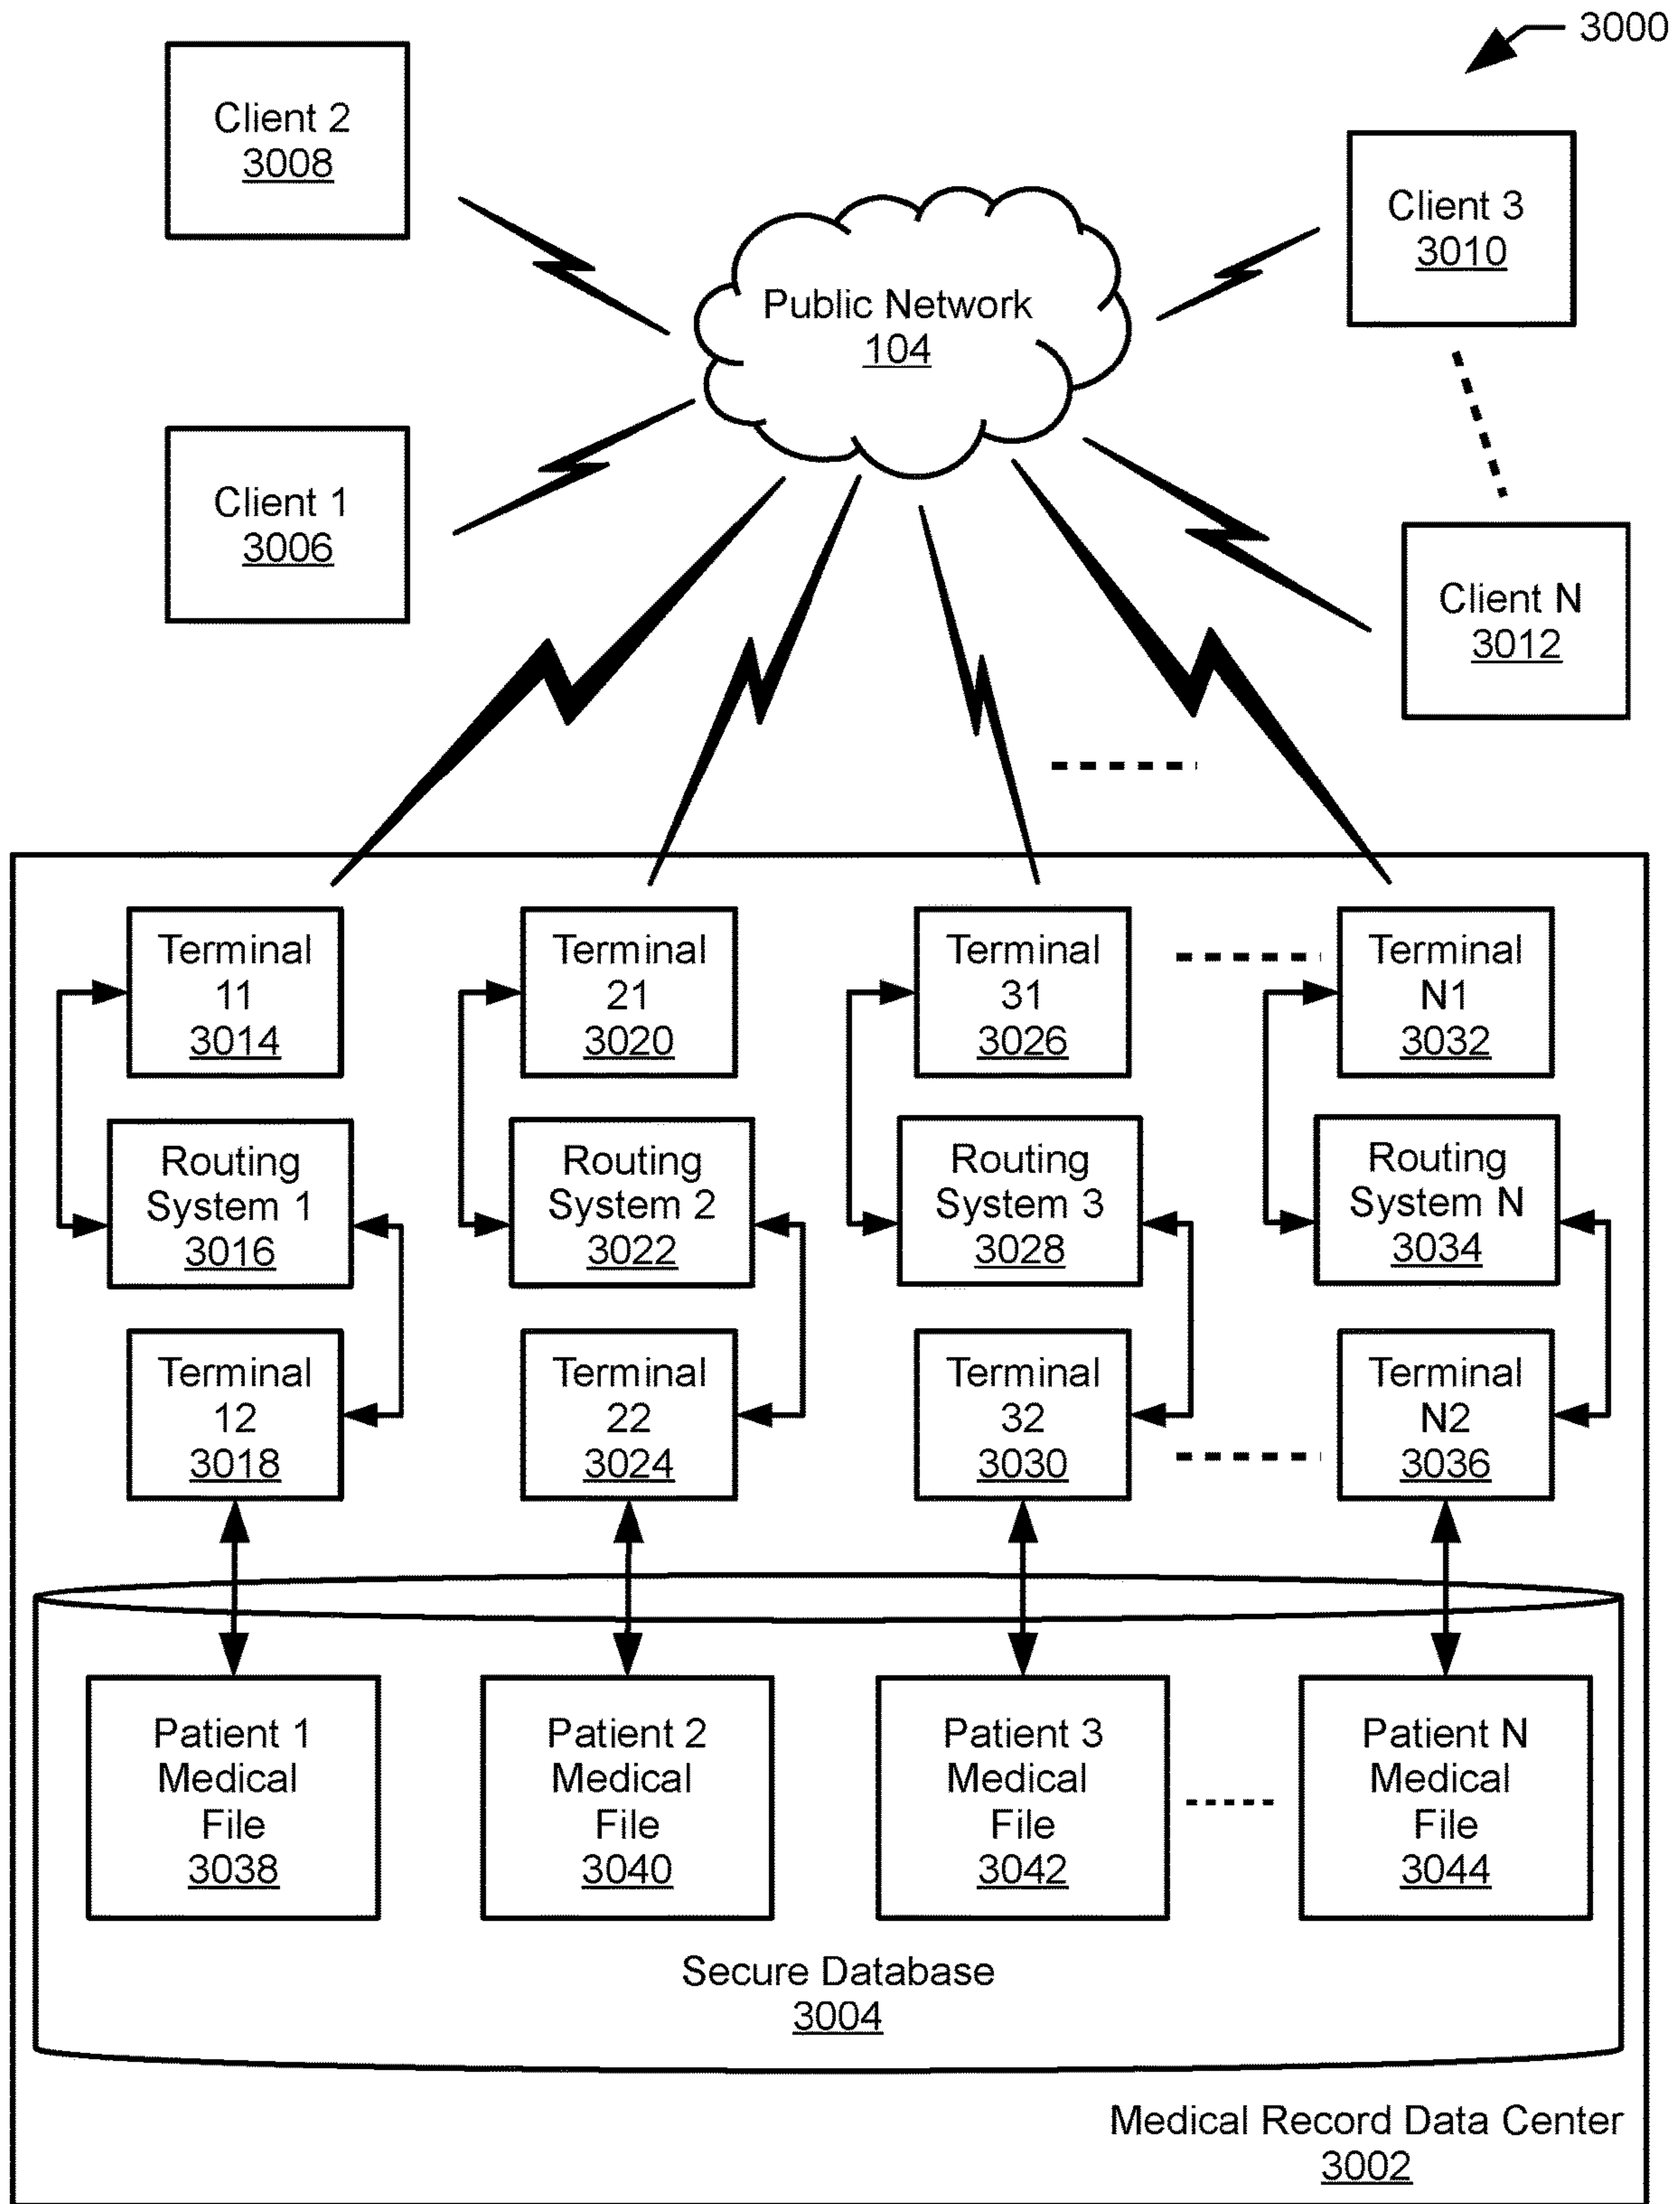 3000
Client 2
3008
Client 3
3010
Public Network
104
Client 1
3006
Client N
3012
Terminal
11
3014
Terminal
21
3020
Terminal
31
3026
Terminal
N1
3032
Routing
System 1
3016
Routing
System 2
3022
Routing
System 3
3028
Routing
System N
3034
Terminal
12
3018
Terminal
22
3024
Terminal
32
3030
Terminal
N2
3036
Patient 1
Medical
File
3038
Patient 2
Medical
File
3040
Patient 3
Medical
File
3042
Patient N
Medical
File
3044
Secure Database
3004
Medical Record Data Center
3002